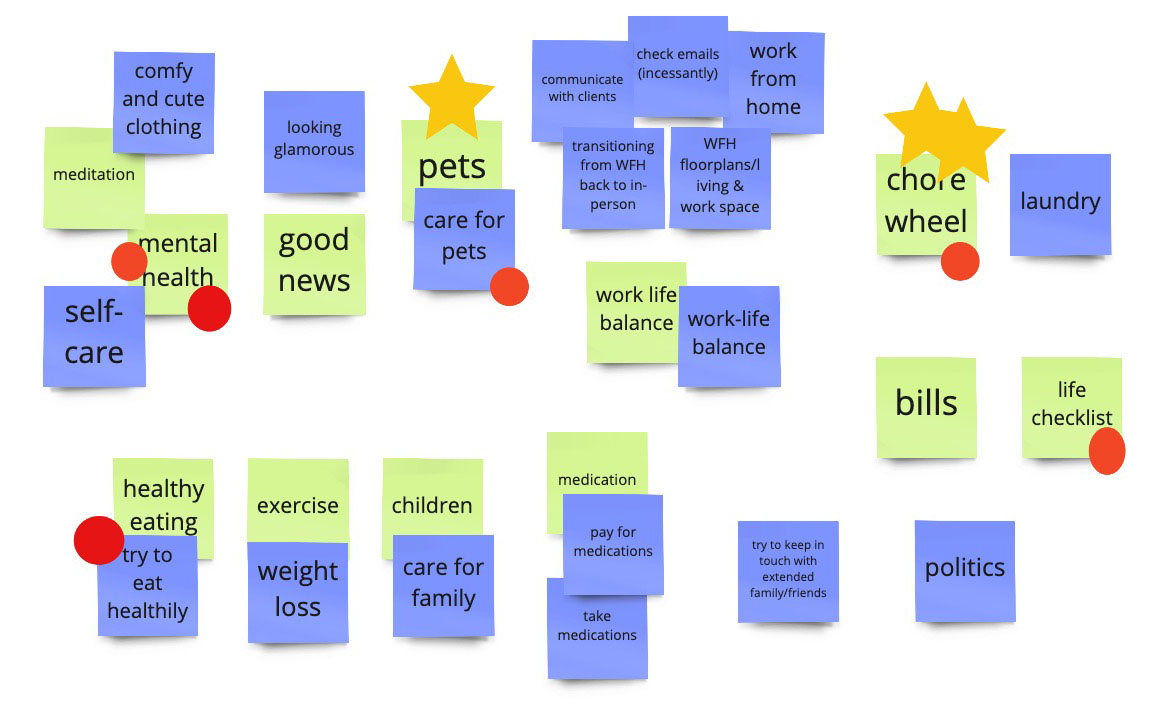 comfy
and cute
clothing
meditation
mental
health
self-
care
looking
glamorous
good
news
pets
care for
pets
communicate
with clients
check emails
(incessantly)
work
from
home
transitioning
from WFH
back to in-
person
WFH
floorplans/l
iving &
work space
work life
balance
work-life
balance
chore
wheel
laundry
bills
life
checklist
healthy
eating
try to
eat
healthily
exercise
weight
loss
children
care for
family
medication
pay for
medications
take
medications
try to keep in
touch with
extended
family/friends
politics